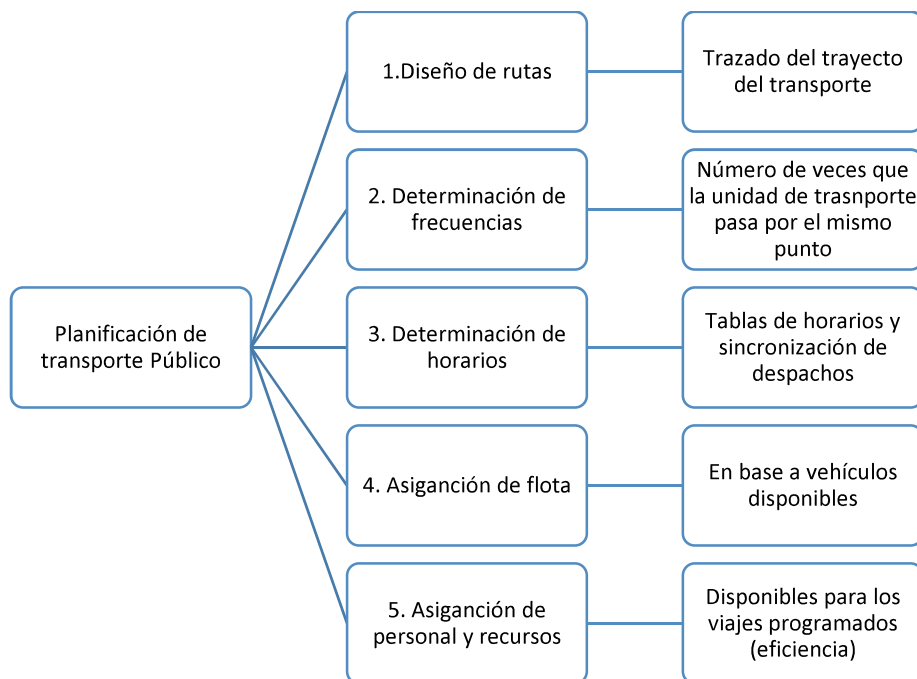 Planificación de
transporte Público
1.Diseño de rutas
Trazado del trayecto
del transporte
2. Determinación de
frecuencias
Número de veces que
la unidad de trasnporte
pasa por el mismo
punto
3. Determinación de
horarios
Tablas de horarios y
sincronización de
despachos
4. Asigancción de flota
En base a vehículos
disponibles
5. Asigancción de
personal y recursos
Disponibles para los
viajes programados
(eficiencia)